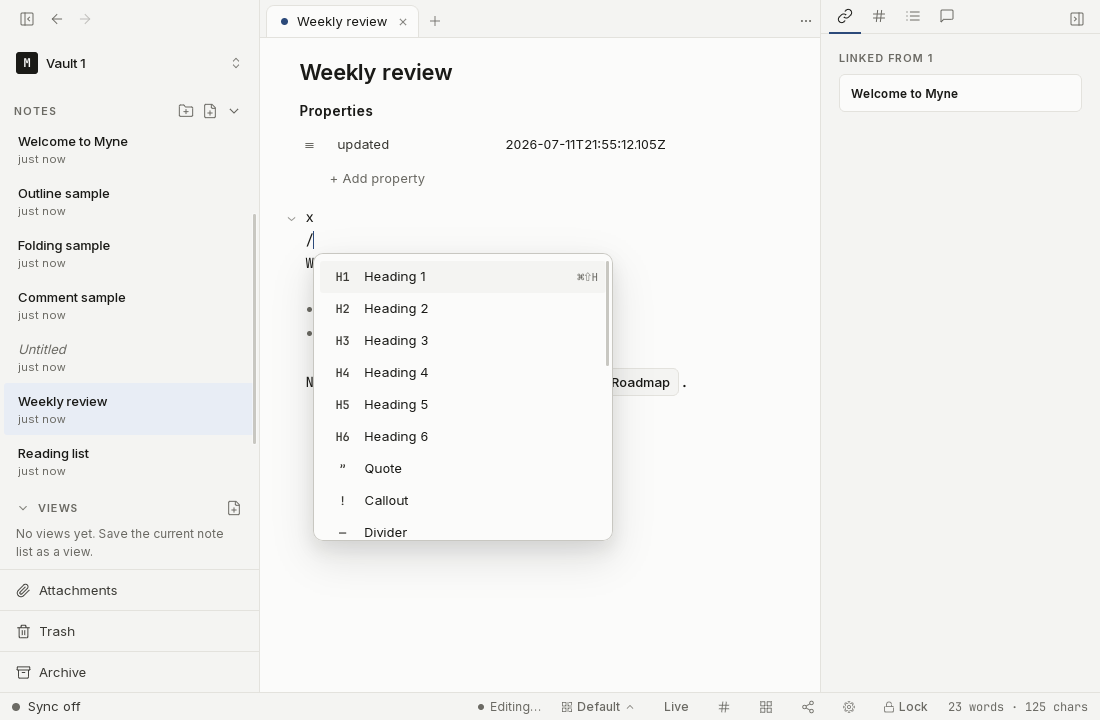 Weekly review
M Vault 1
NOTES
Welcome to Myne
just now
Outline sample
just now
Folding sample
just now
Comment sample
just now
Untitled
just now
Weekly review
just now
Reading list
just now
VIEWS
No views yet. Save the current note
list as a view.
Attachments
Trash
Archive
Sync off
Weekly review
Properties
updated 2026-07-11T21:55:12.105Z
+ Add property
x
/
W
H1 Heading 1 ⌘⇧H
H2 Heading 2
H3 Heading 3
H4 Heading 4
H5 Heading 5
H6 Heading 6
" Quote
! Callout
— Divider
N Roadmap .
LINKED FROM 1
Welcome to Myne
Editing… Default Live Lock 23 words · 125 chars